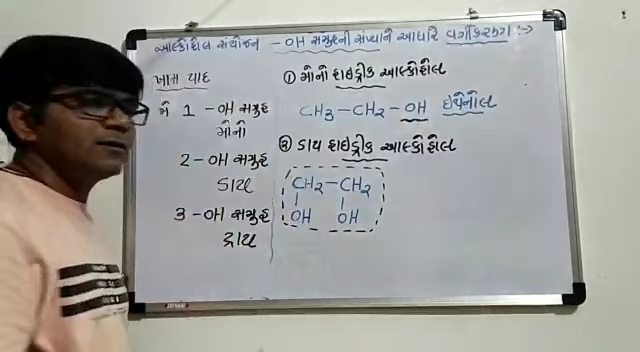 આલ્કોહોલ સંયોજન -OH સમુહની સંખ્યાને આધારે વર્ગીકરણ :->
ખાસ યાદ
1 - OH સમુહ
મોનો
2 - OH સમુહ
ડાય
3 - OH સમુહ
ટ્રાય
① મોનો હાઇડ્રીક આલ્કોહોલ
CH3 - CH2 - OH ઇથેનોલ
② ડાય હાઇડ્રીક આલ્કોહોલ
CH2 - CH2
OH OH